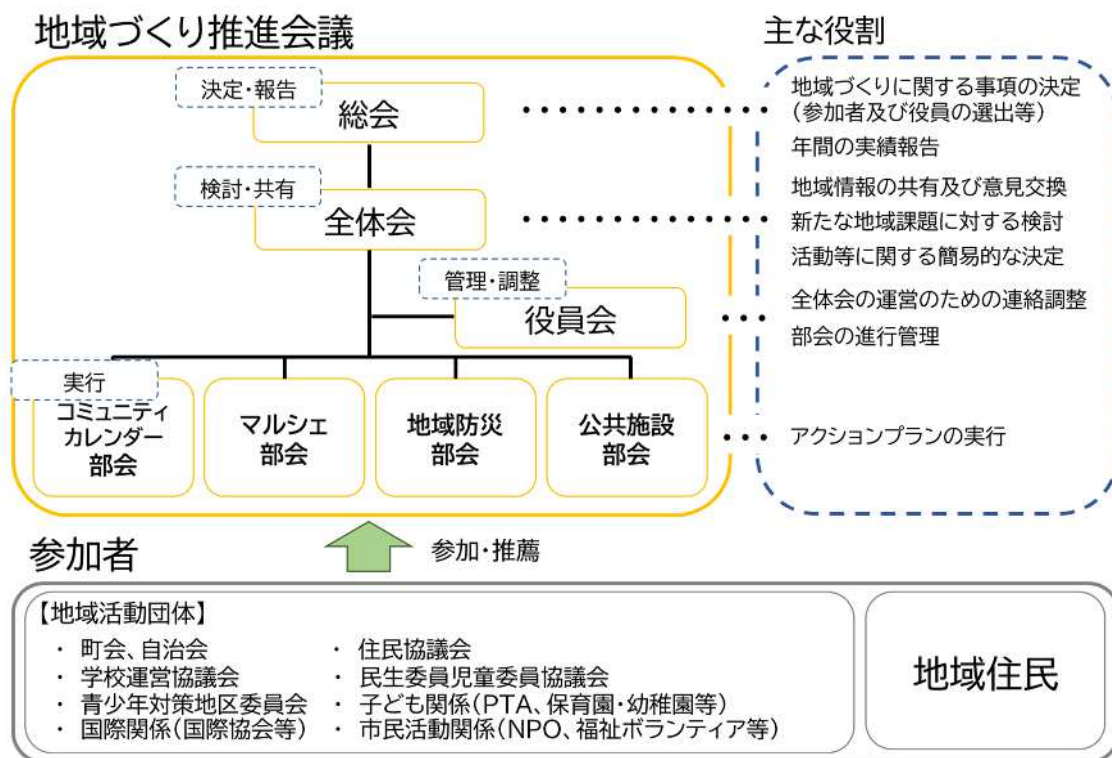 地域づくり推進会議
主な役割
決定・報告
総会
検討・共有
全体会
管理・調整
役員会
実行
コミュニティ
カレンダー
部会
マルシェ
部会
地域防災
部会
公共施設
部会
地域づくりに関する事項の決定
(参加者及び役員の選出等)
年間の実績報告
地域情報の共有及び意見交換
新たな地域課題に対する検討
活動等に関する簡易的な決定
全体会の運営のための連絡調整
部会の進行管理
アクションプランの実行
参加者
参加・推薦
【地域活動団体】
・ 町会、自治会
・ 学校運営協議会
・ 青少年対策地区委員会
・ 国際関係(国際協会等)
・ 住民協議会
・ 民生委員児童委員協議会
・ 子ども関係(PTA、保育園・幼稚園等)
・ 市民活動関係(NPO、福祉ボランティア等)
地域住民